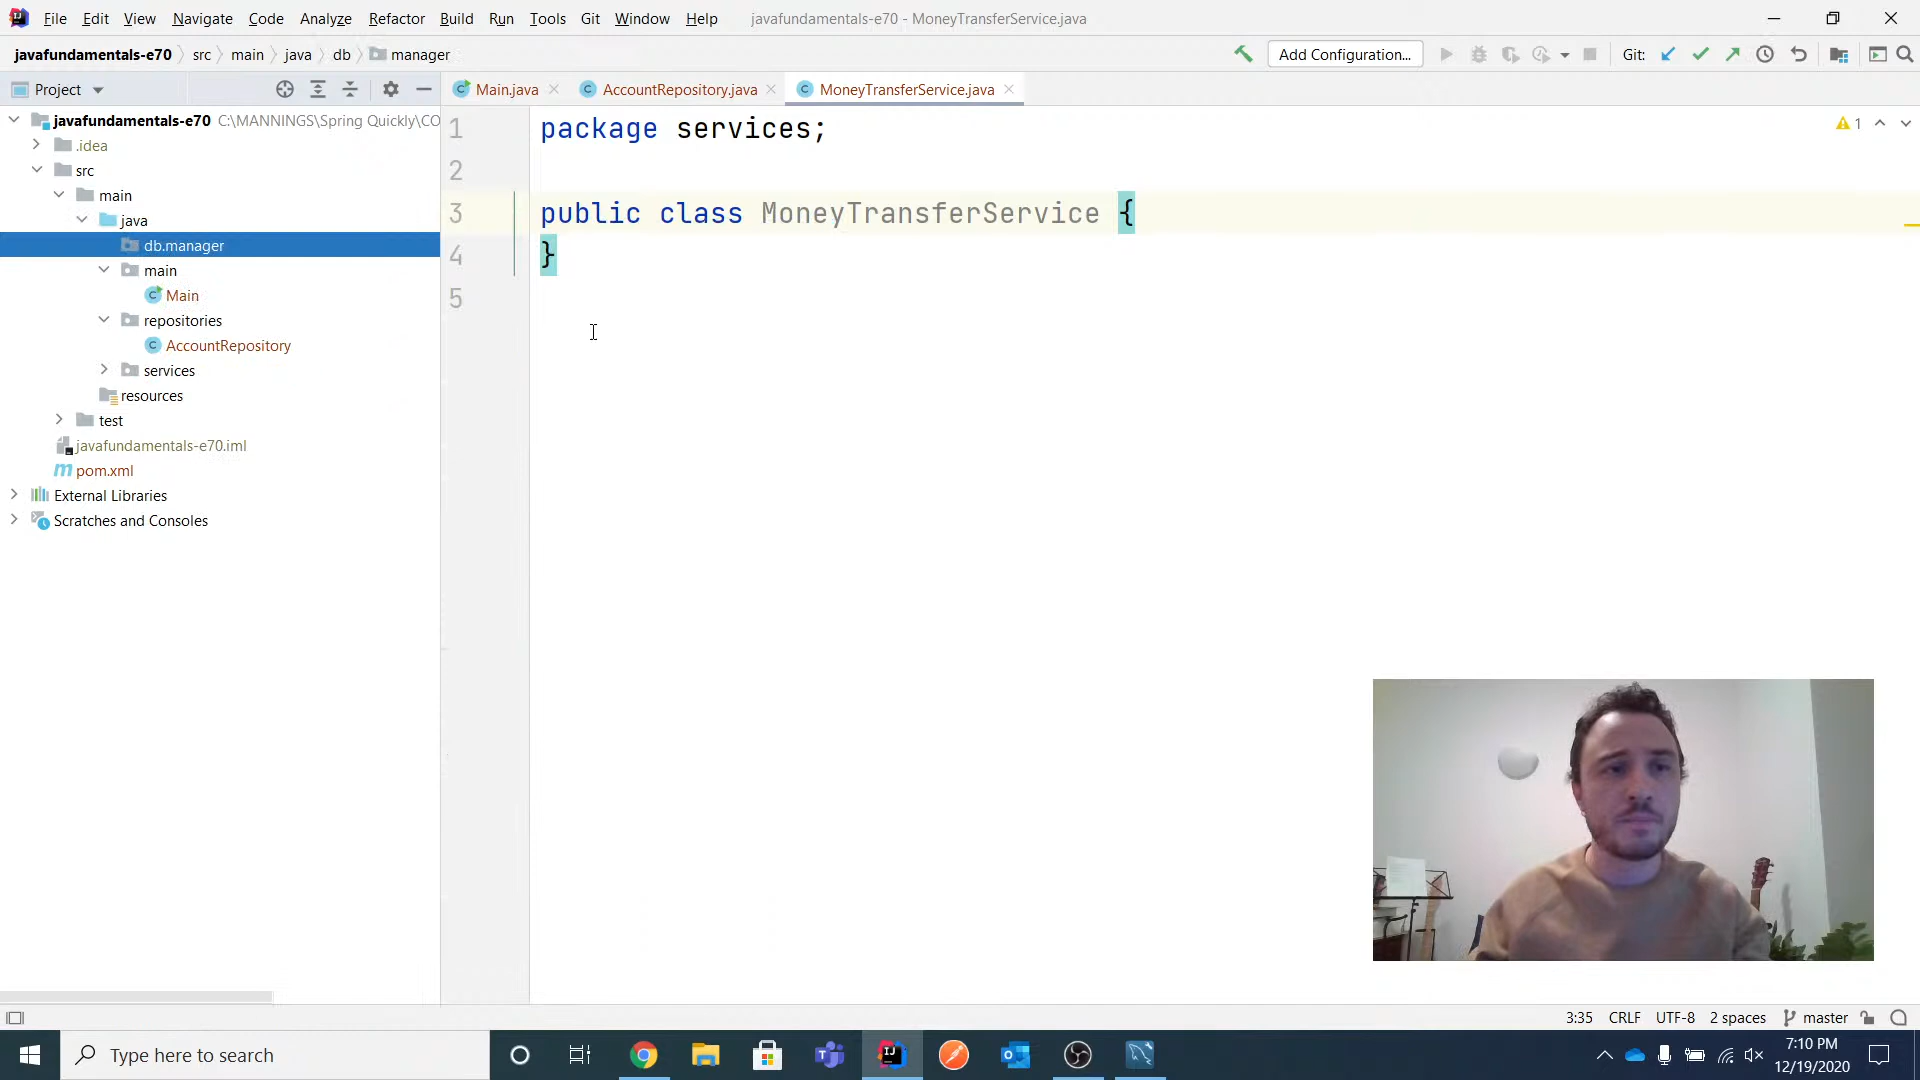 File Edit View Navigate Code Analyze Refactor Build Run Tools Git Window Help javafundamentals-e70 - MoneyTransferService.java
javafundamentals-e70 src main java db manager Add Configuration... Git:
Project Main.java AccountRepository.java MoneyTransferService.java
javafundamentals-e70 C:\MANNINGS\Spring Quickly\CO
.idea
src
main
java
db.manager
main
Main
repositories
AccountRepository
services
resources
test
javafundamentals-e70.iml
pom.xml
External Libraries
Scratches and Consoles
1 package services;
2
3 public class MoneyTransferService {
4 }
5
1
3:35 CRLF UTF-8 2 spaces master
Type here to search
7:10 PM
12/19/2020